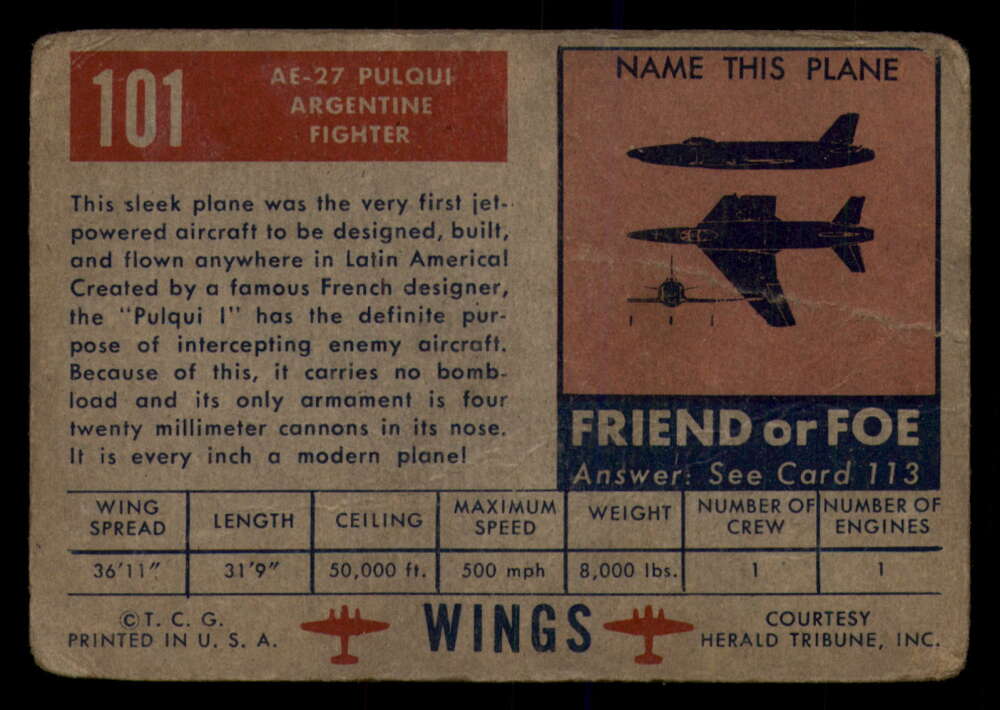 101
AE-27 PULQUI
ARGENTINE
FIGHTER
This sleek plane was the very first jet-
powered aircraft to be designed, built,
and flown anywhere in Latin America!
Created by a famous French designer,
the "Pulqui I" has the definite pur-
pose of intercepting enemy aircraft.
Because of this, it carries no bomb-
load and its only armament is four
twenty millimeter cannons in its nose.
It is every inch a modern plane!
NAME THIS PLANE
FRIEND or FOE
Answer: See Card 113
WING SPREAD LENGTH CEILING MAXIMUM SPEED WEIGHT NUMBER OF CREW NUMBER OF ENGINES
36'11" 31'9" 50,000 ft. 500 mph 8,000 lbs. 1 1
©T. C. G.
PRINTED IN U. S. A.
WINGS
COURTESY
HERALD TRIBUNE, INC.